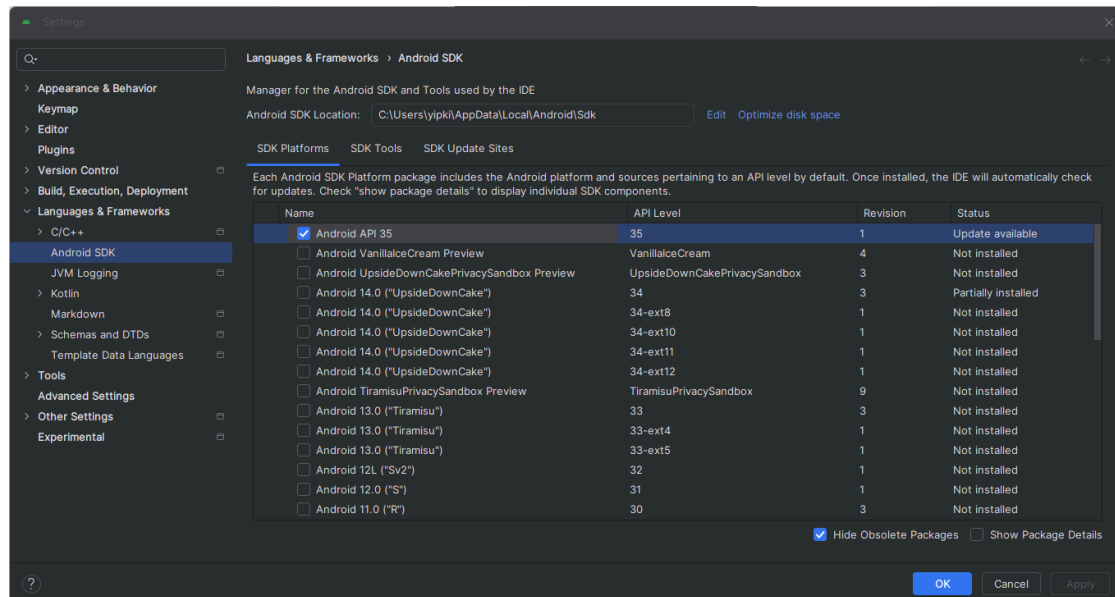 Settings
Languages & Frameworks › Android SDK
Appearance & Behavior
Keymap
Editor
Plugins
Version Control
Build, Execution, Deployment
Languages & Frameworks
C/C++
Android SDK
JVM Logging
Kotlin
Markdown
Schemas and DTDs
Template Data Languages
Tools
Advanced Settings
Other Settings
Experimental
Manager for the Android SDK and Tools used by the IDE
Android SDK Location: C:\Users\yipki\AppData\Local\Android\Sdk Edit Optimize disk space
SDK Platforms SDK Tools SDK Update Sites
Each Android SDK Platform package includes the Android platform and sources pertaining to an API level by default. Once installed, the IDE will automatically check
for updates. Check "show package details" to display individual SDK components.
Name API Level Revision Status
Android API 35 35 1 Update available
Android VanillaIceCream Preview VanillaIceCream 4 Not installed
Android UpsideDownCakePrivacySandbox Preview UpsideDownCakePrivacySandbox 3 Not installed
Android 14.0 ("UpsideDownCake") 34 3 Partially installed
Android 14.0 ("UpsideDownCake") 34-ext8 1 Not installed
Android 14.0 ("UpsideDownCake") 34-ext10 1 Not installed
Android 14.0 ("UpsideDownCake") 34-ext11 1 Not installed
Android 14.0 ("UpsideDownCake") 34-ext12 1 Not installed
Android TiramisuPrivacySandbox Preview TiramisuPrivacySandbox 9 Not installed
Android 13.0 ("Tiramisu") 33 3 Not installed
Android 13.0 ("Tiramisu") 33-ext4 1 Not installed
Android 13.0 ("Tiramisu") 33-ext5 1 Not installed
Android 12L ("Sv2") 32 1 Not installed
Android 12.0 ("S") 31 1 Not installed
Android 11.0 ("R") 30 3 Not installed
Hide Obsolete Packages Show Package Details
? OK Cancel Apply